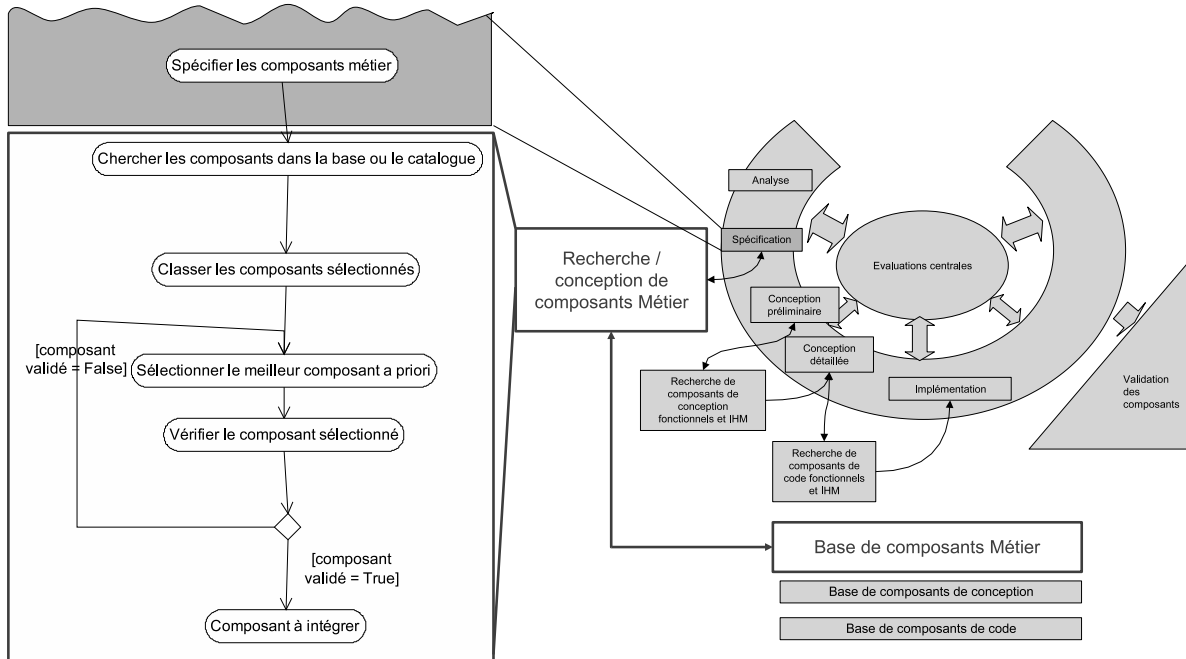 Spécifier les composants métier
Chercher les composants dans la base ou le catalogue
Classer les composants sélectionnés
[composant
validé = False]
Sélectionner le meilleur composant a priori
Vérifier le composant sélectionné
[composant
validé = True]
Composant à intégrer
Recherche /
conception de
composants Métier
Analyse
Spécification
Evaluations centrales
Conception
préliminaire
Conception
détaillée
Implémentation
Recherche de
composants de
conception
fonctionnels et IHM
Recherche de
composants de
code fonctionnels
et IHM
Validation
des
composants
Base de composants Métier
Base de composants de conception
Base de composants de code